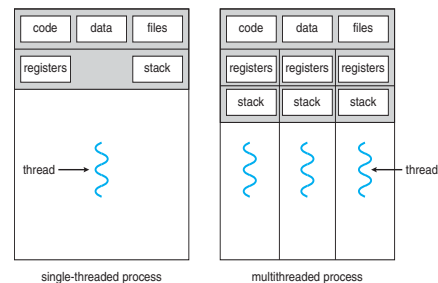 code data files
registers stack
thread
single-threaded process
code data files
registers registers registers
stack stack stack
thread
multithreaded process